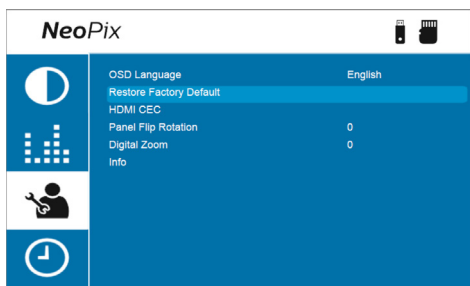 NeoPix
OSD Language English
Restore Factory Default
HDMI CEC
Panel Flip Rotation 0
Digital Zoom 0
Info